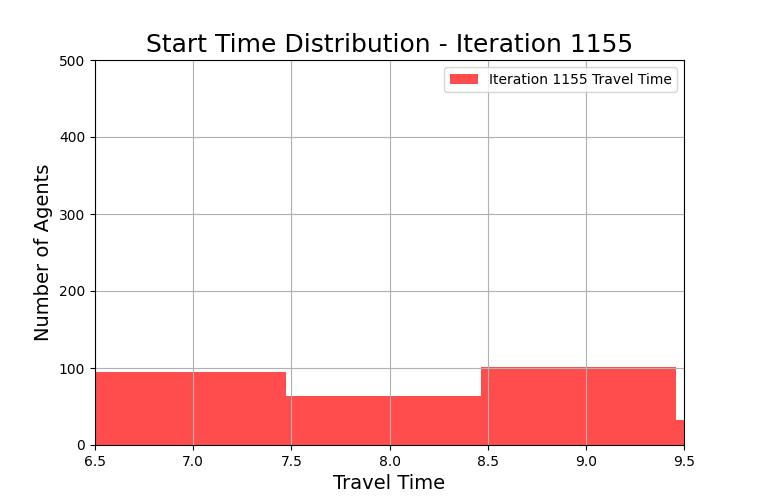 Start Time Distribution - Iteration 1155
Iteration 1155 Travel Time
Number of Agents
500
400
300
200
100
0
6.5 7.0 7.5 8.0 8.5 9.0 9.5
Travel Time